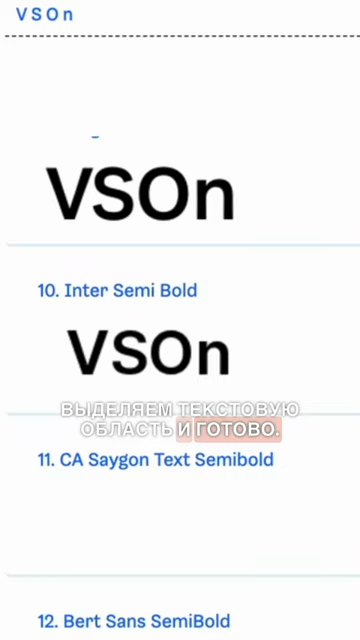 VSOn
VSOn
10. Inter Semi Bold
VSOn
ВЫДЕЛЯЕМ ТЕКСТОВУЮ
ОБЛАСТЬ И ГОТОВО.
11. CA Saygon Text Semibold
12. Bert Sans SemiBold